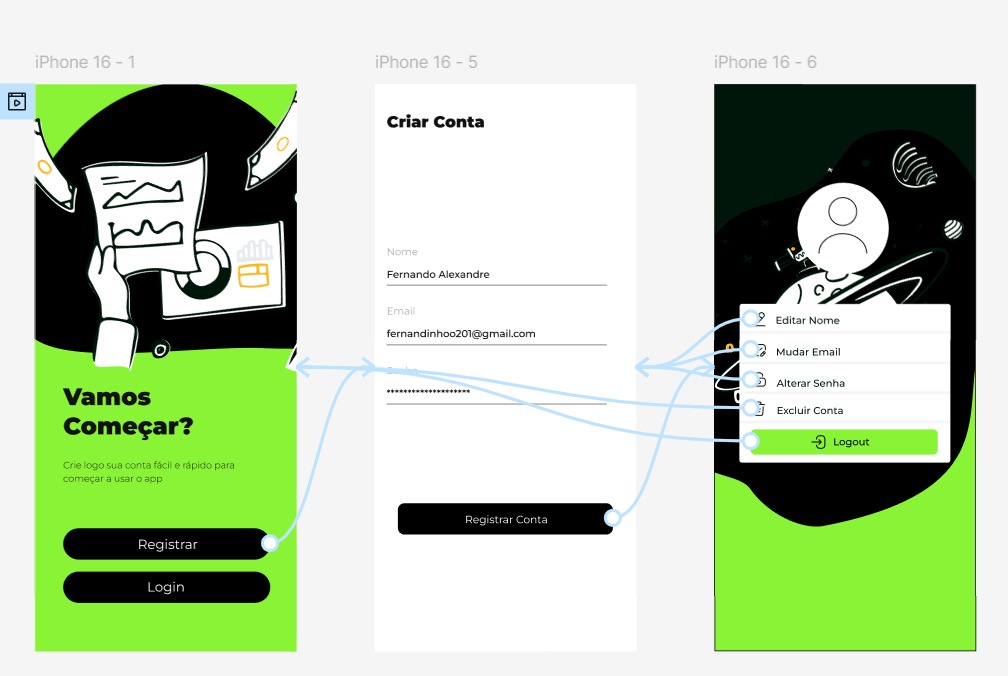 iPhone 16 - 1
Vamos
Começar?
Crie logo sua conta fácil e rápido para
começar a usar o app
Registrar
Login
iPhone 16 - 5
Criar Conta
Nome
Fernando Alexandre
Email
fernandinhoo201@gmail.com
********************
Registrar Conta
iPhone 16 - 6
Editar Nome
Mudar Email
Alterar Senha
Excluir Conta
Logout